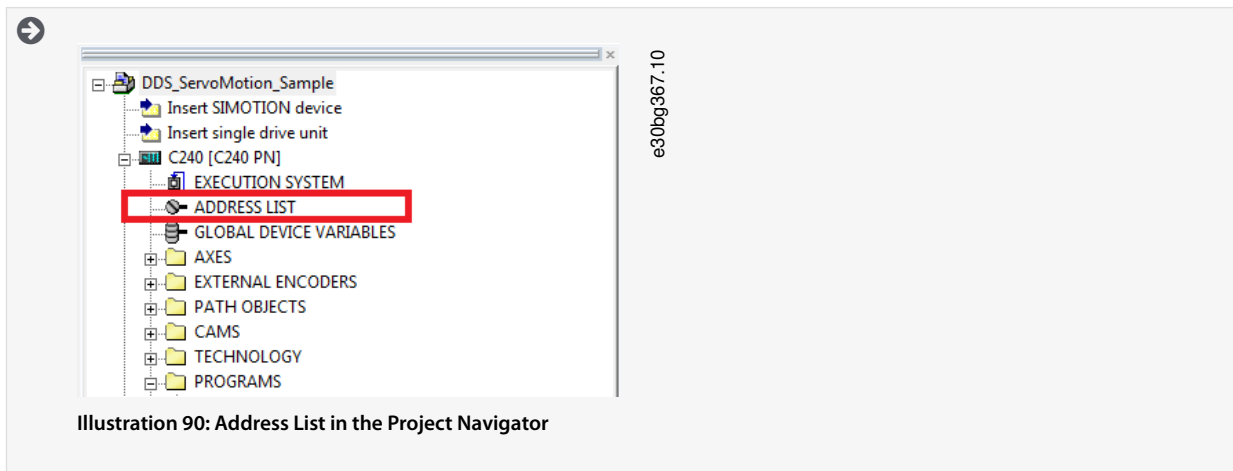 DDS_ServoMotion_Sample
Insert SIMOTION device
Insert single drive unit
C240 [C240 PN]
EXECUTION SYSTEM
ADDRESS LIST
GLOBAL DEVICE VARIABLES
AXES
EXTERNAL ENCODERS
PATH OBJECTS
CAMS
TECHNOLOGY
PROGRAMS
e30bg367.10
Illustration 90: Address List in the Project Navigator